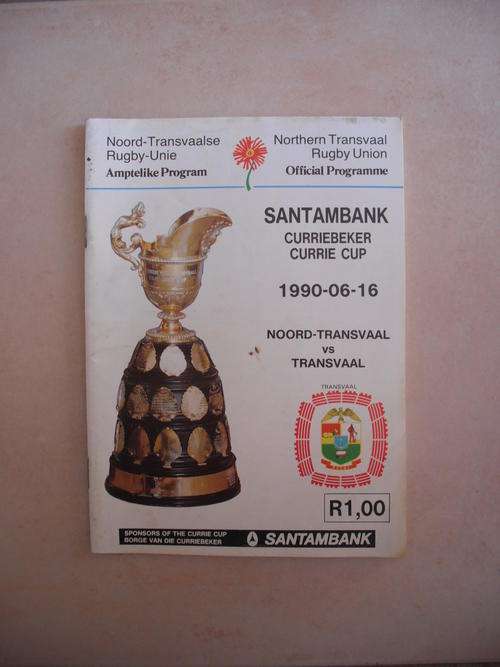 Noord-Transvaalse
Rugby-Unie
Amptelike Program
Northern Transvaal
Rugby Union
Official Programme
SANTAMBANK
CURRIEBEKER
CURRIE CUP
1990-06-16
NOORD-TRANSVAAL
vs
TRANSVAAL
TRANSVAAL
RUGBY
R1,00
SPONSORS OF THE CURRIE CUP
BORGE VAN DIE CURRIEBEKER
SANTAMBANK